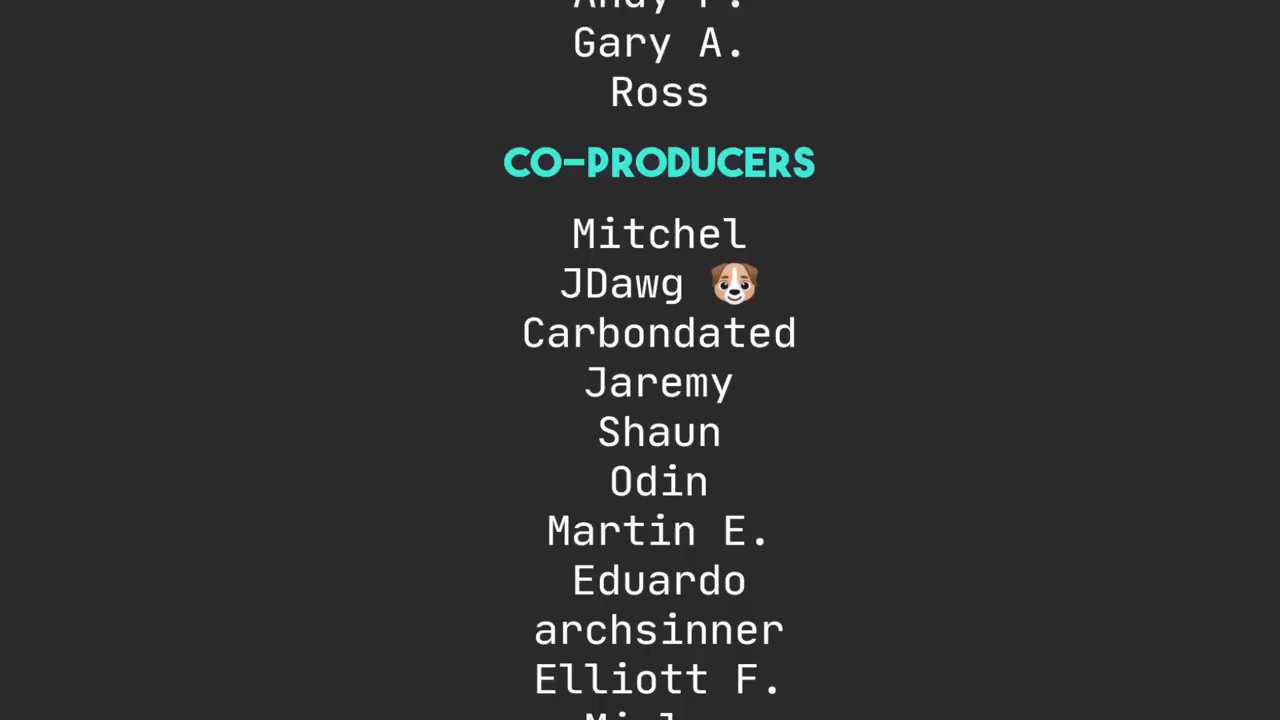 Gary A.
Ross
CO-PRODUCERS
Mitchel
JDawg 🐶
Carbondated
Jaremy
Shaun
Odin
Martin E.
Eduardo
archsinner
Elliott F.